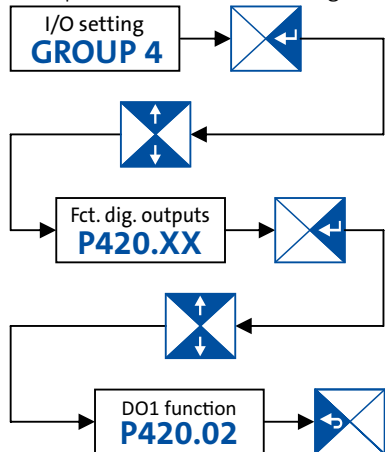 I/O setting
GROUP 4
Fct. dig. outputs
P420.XX
DO1 function
P420.02